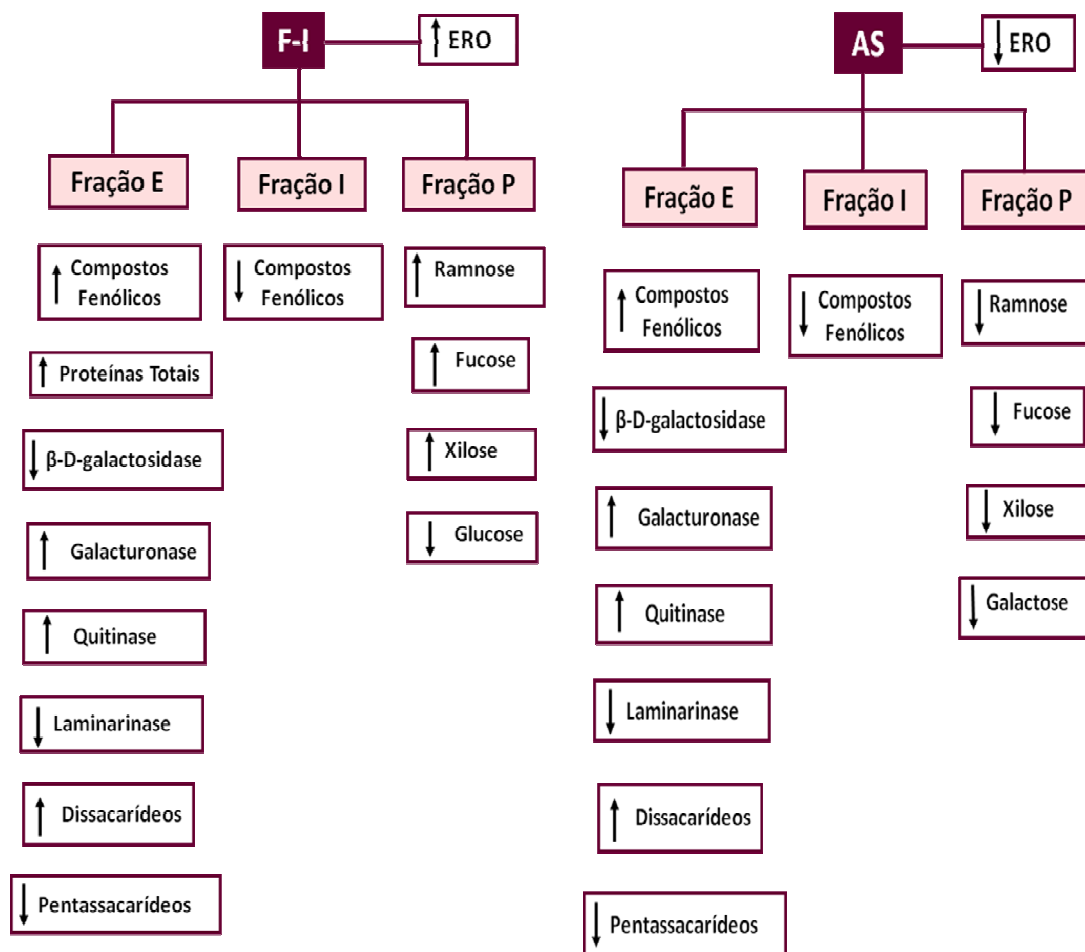 F-I
↑ ERO
Fração E
Fração I
Fração P
↑ Compostos
Fenólicos
↑ Proteínas Totais
↓ β-D-galactosidase
↑ Galacturonase
↑ Quitinase
↓ Laminarinase
↑ Dissacarídeos
↓ Pentassacarídeos
↓ Compostos
Fenólicos
↑ Ramnose
↑ Fucose
↑ Xilose
↓ Glucose
AS
↓ ERO
Fração E
Fração I
Fração P
↑ Compostos
Fenólicos
↓ β-D-galactosidase
↑ Galacturonase
↑ Quitinase
↓ Laminarinase
↑ Dissacarídeos
↓ Pentassacarídeos
↓ Compostos
Fenólicos
↓ Ramnose
↓ Fucose
↓ Xilose
↓ Galactose